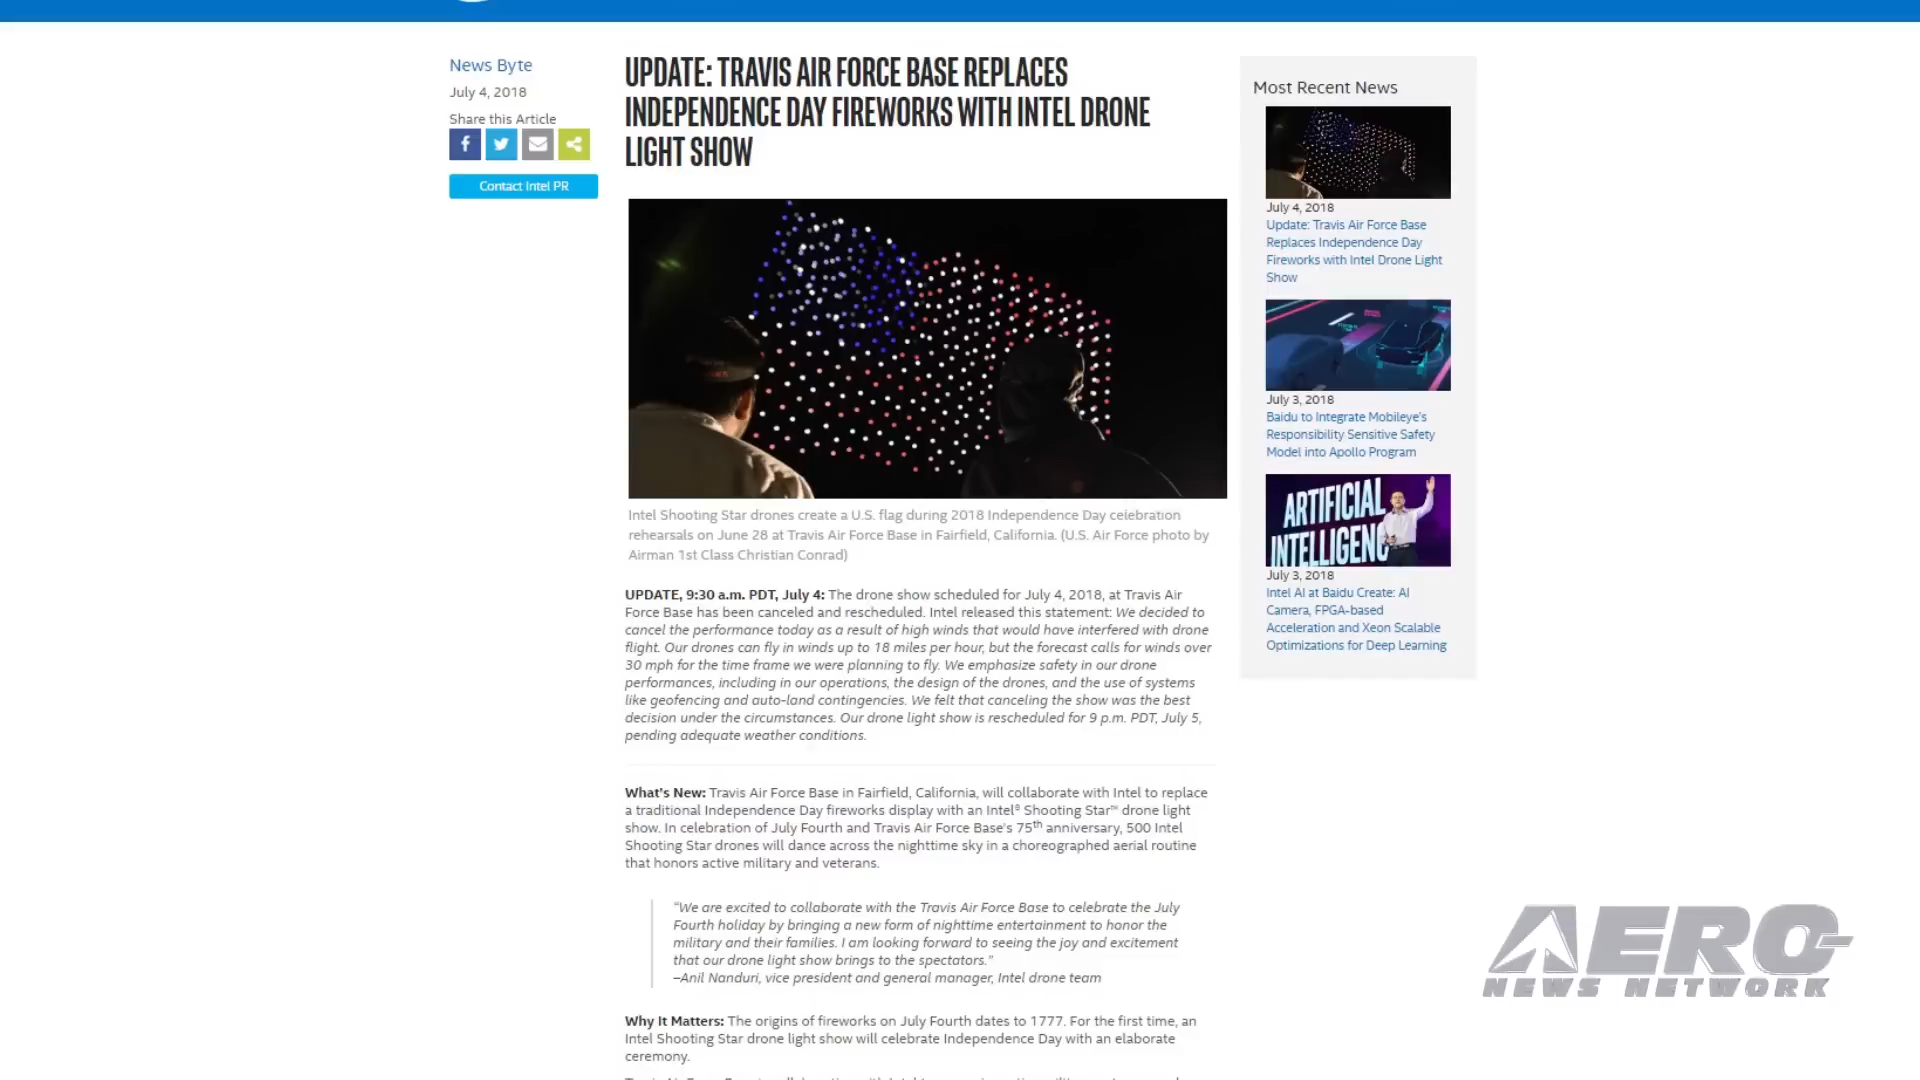 News Byte
July 4, 2018
Share this Article
Contact Intel PR
UPDATE: TRAVIS AIR FORCE BASE REPLACES
INDEPENDENCE DAY FIREWORKS WITH INTEL DRONE
LIGHT SHOW
Intel Shooting Star drones create a U.S. flag during 2018 Independence Day celebration
rehearsals on June 28 at Travis Air Force Base in Fairfield, California. (U.S. Air Force photo by
Airman 1st Class Christian Conrad)
UPDATE, 9:30 a.m. PDT, July 4: The drone show scheduled for July 4, 2018, at Travis Air
Force Base has been canceled and rescheduled. Intel released this statement: We decided to
cancel the performance today as a result of high winds that would have interfered with drone
flight. Our drones can fly in winds up to 18 miles per hour, but the forecast calls for winds over
30 mph for the time frame we were planning to fly. We emphasize safety in our drone
performances, including in our operations, the design of the drones, and the use of systems
like geofencing and auto-land contingencies. We felt that canceling the show was the best
decision under the circumstances. Our drone light show is rescheduled for 9 p.m. PDT, July 5,
pending adequate weather conditions.
What's New: Travis Air Force Base in Fairfield, California, will collaborate with Intel to replace
a traditional Independence Day fireworks display with an Intel® Shooting Star™ drone light
show. In celebration of July Fourth and Travis Air Force Base's 75th anniversary, 500 Intel
Shooting Star drones will dance across the nighttime sky in a choreographed aerial routine
that honors active military and veterans.
"We are excited to collaborate with the Travis Air Force Base to celebrate the July
Fourth holiday by bringing a new form of nighttime entertainment to honor the
military and their families. I am looking forward to seeing the joy and excitement
that our drone light show brings to the spectators."
–Anil Nanduri, vice president and general manager, Intel drone team
Why It Matters: The origins of fireworks on July Fourth dates to 1777. For the first time, an
Intel Shooting Star drone light show will celebrate Independence Day with an elaborate
ceremony.
Most Recent News
July 4, 2018
Update: Travis Air Force Base
Replaces Independence Day
Fireworks with Intel Drone Light
Show
July 3, 2018
Baidu to Integrate Mobileye's
Responsibility Sensitive Safety
Model into Apollo Program
ARTIFICIAL
INTELLIGENC
July 3, 2018
Intel AI at Baidu Create: AI
Camera, FPGA-based
Acceleration and Xeon Scalable
Optimizations for Deep Learning
AERO-
NEWS NETWORK